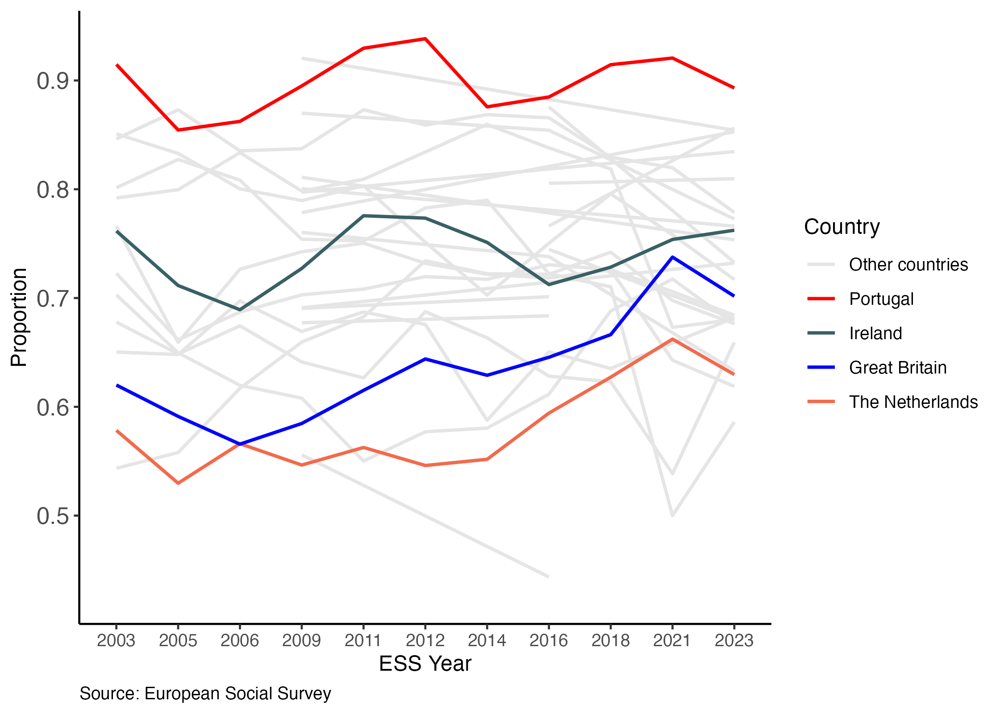 Proportion
0.9
0.8
0.7
0.6
0.5
2003 2005 2006 2009 2011 2012 2014 2016 2018 2021 2023
ESS Year
Source: European Social Survey
Country
Other countries
Portugal
Ireland
Great Britain
The Netherlands